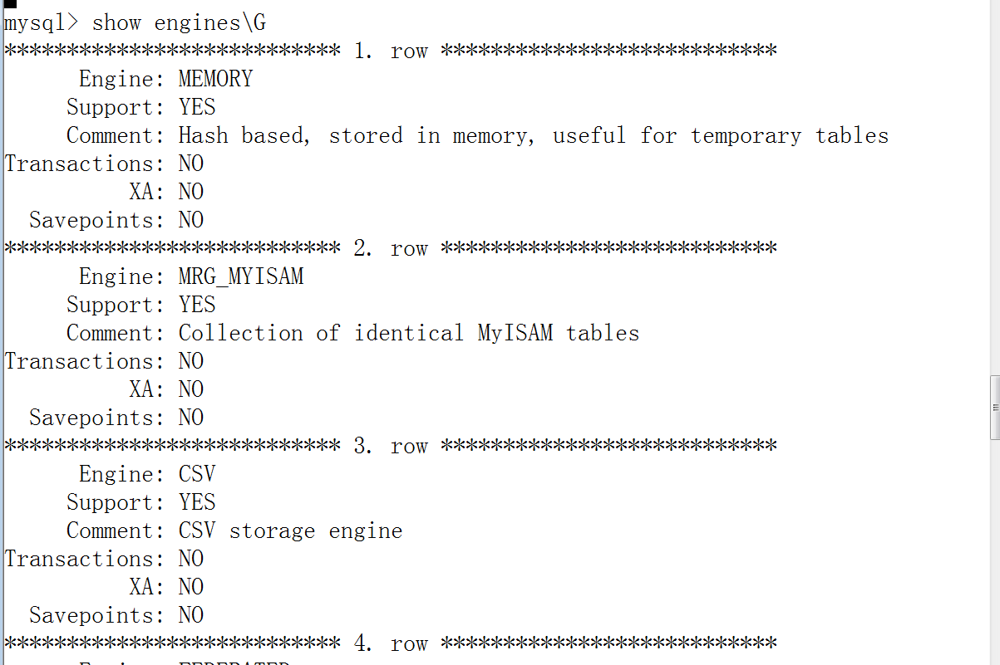 mysql> show engines\G
*************************** 1. row ***************************
      Engine: MEMORY
     Support: YES
     Comment: Hash based, stored in memory, useful for temporary tables
Transactions: NO
          XA: NO
  Savepoints: NO
*************************** 2. row ***************************
      Engine: MRG_MYISAM
     Support: YES
     Comment: Collection of identical MyISAM tables
Transactions: NO
          XA: NO
  Savepoints: NO
*************************** 3. row ***************************
      Engine: CSV
     Support: YES
     Comment: CSV storage engine
Transactions: NO
          XA: NO
  Savepoints: NO
*************************** 4. row ***************************